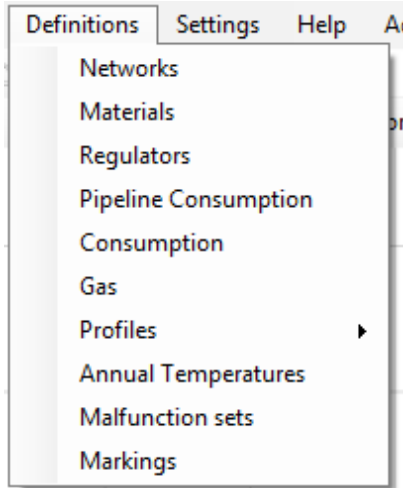 Definitions Settings Help
Networks
Materials
Regulators
Pipeline Consumption
Consumption
Gas
Profiles
Annual Temperatures
Malfunction sets
Markings